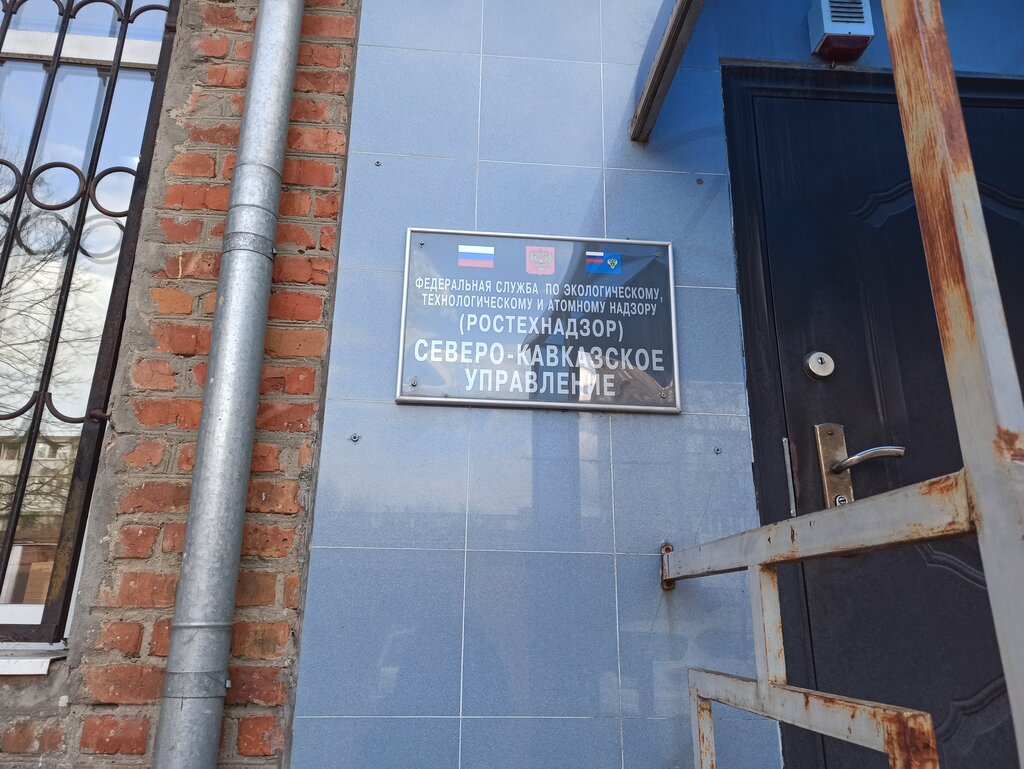 ФЕДЕРАЛЬНАЯ СЛУЖБА ПО ЭКОЛОГИЧЕСКОМУ,
ТЕХНОЛОГИЧЕСКОМУ И АТОМНОМУ НАДЗОРУ
(РОСТЕХНАДЗОР)
СЕВЕРО-КАВКАЗСКОЕ
УПРАВЛЕНИЕ